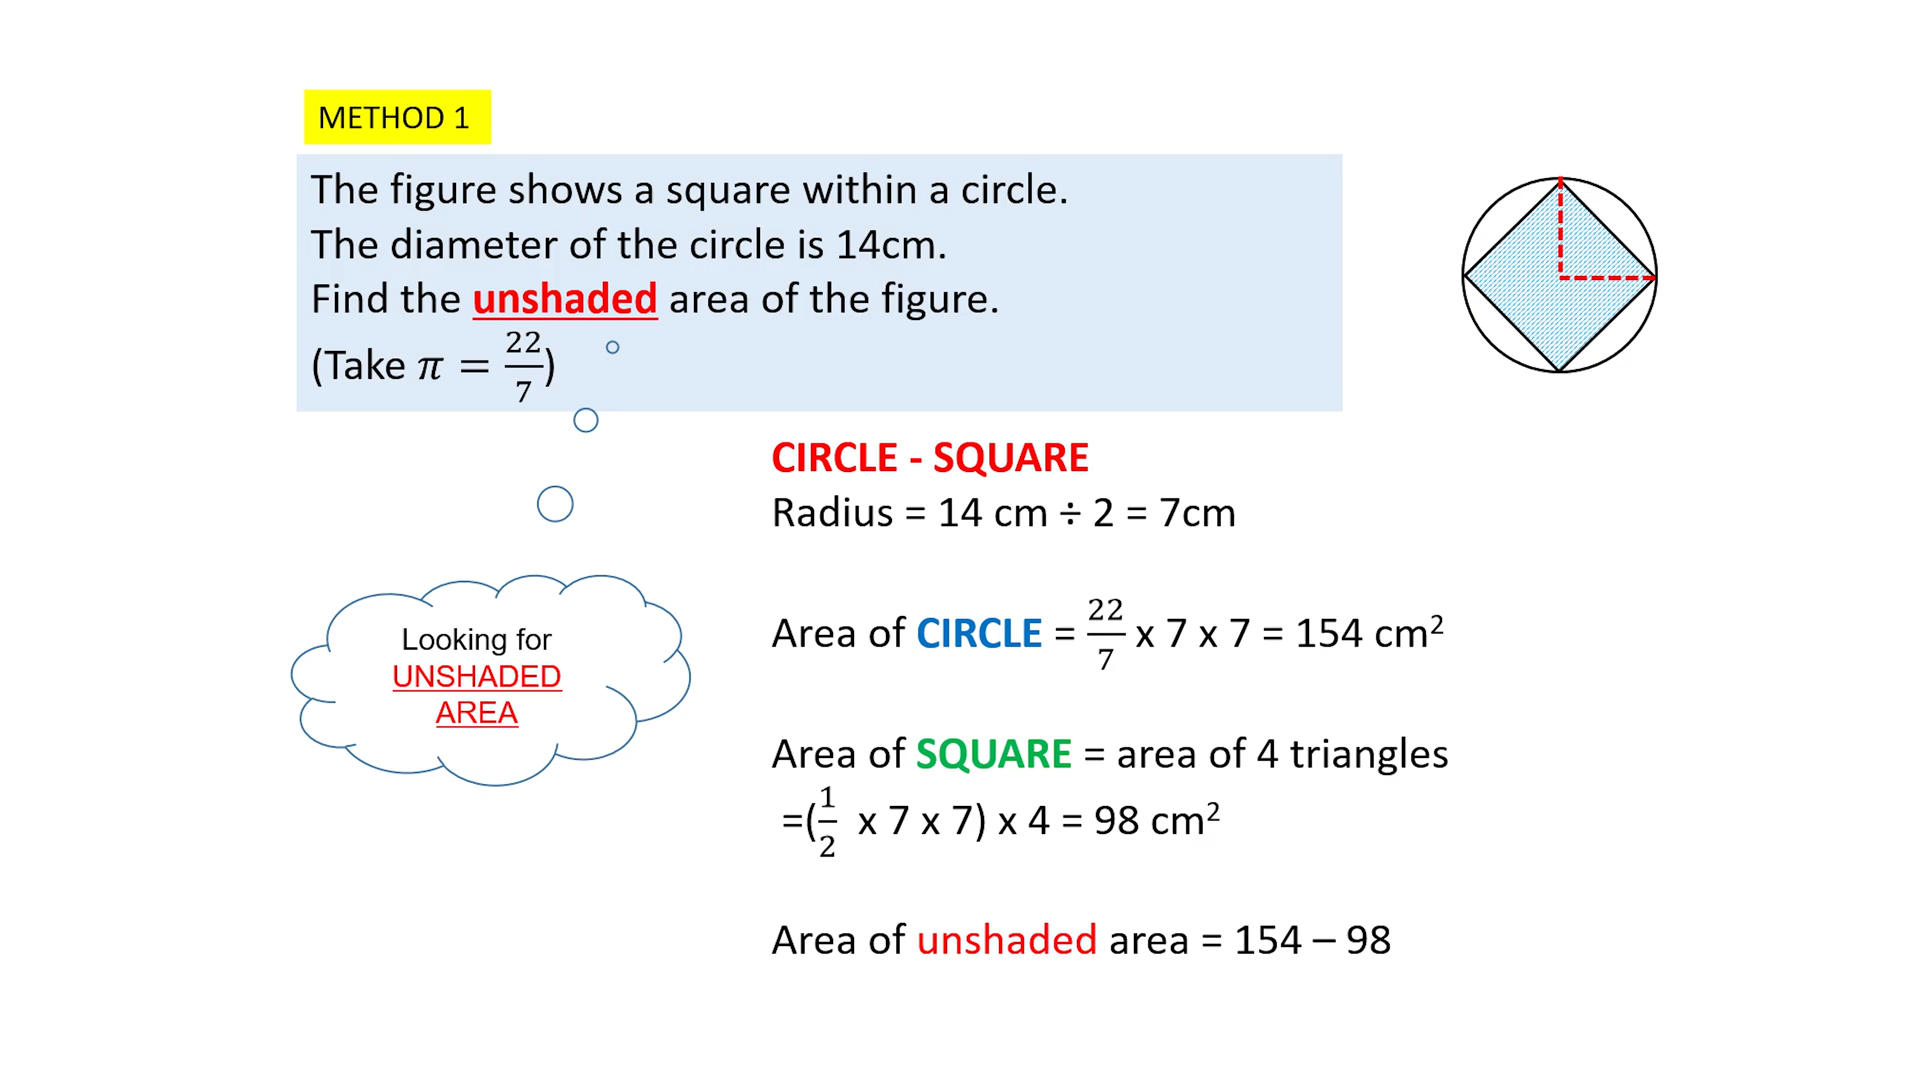 METHOD 1
The figure shows a square within a circle.
The diameter of the circle is 14cm.
Find the unshaded area of the figure.
(Take π = 22/7)
CIRCLE - SQUARE
Radius = 14 cm ÷ 2 = 7cm
Looking for
UNSHADED
AREA
Area of CIRCLE = 22/7 x 7 x 7 = 154 cm²
Area of SQUARE = area of 4 triangles
=(1/2 x 7 x 7) x 4 = 98 cm²
Area of unshaded area = 154 – 98